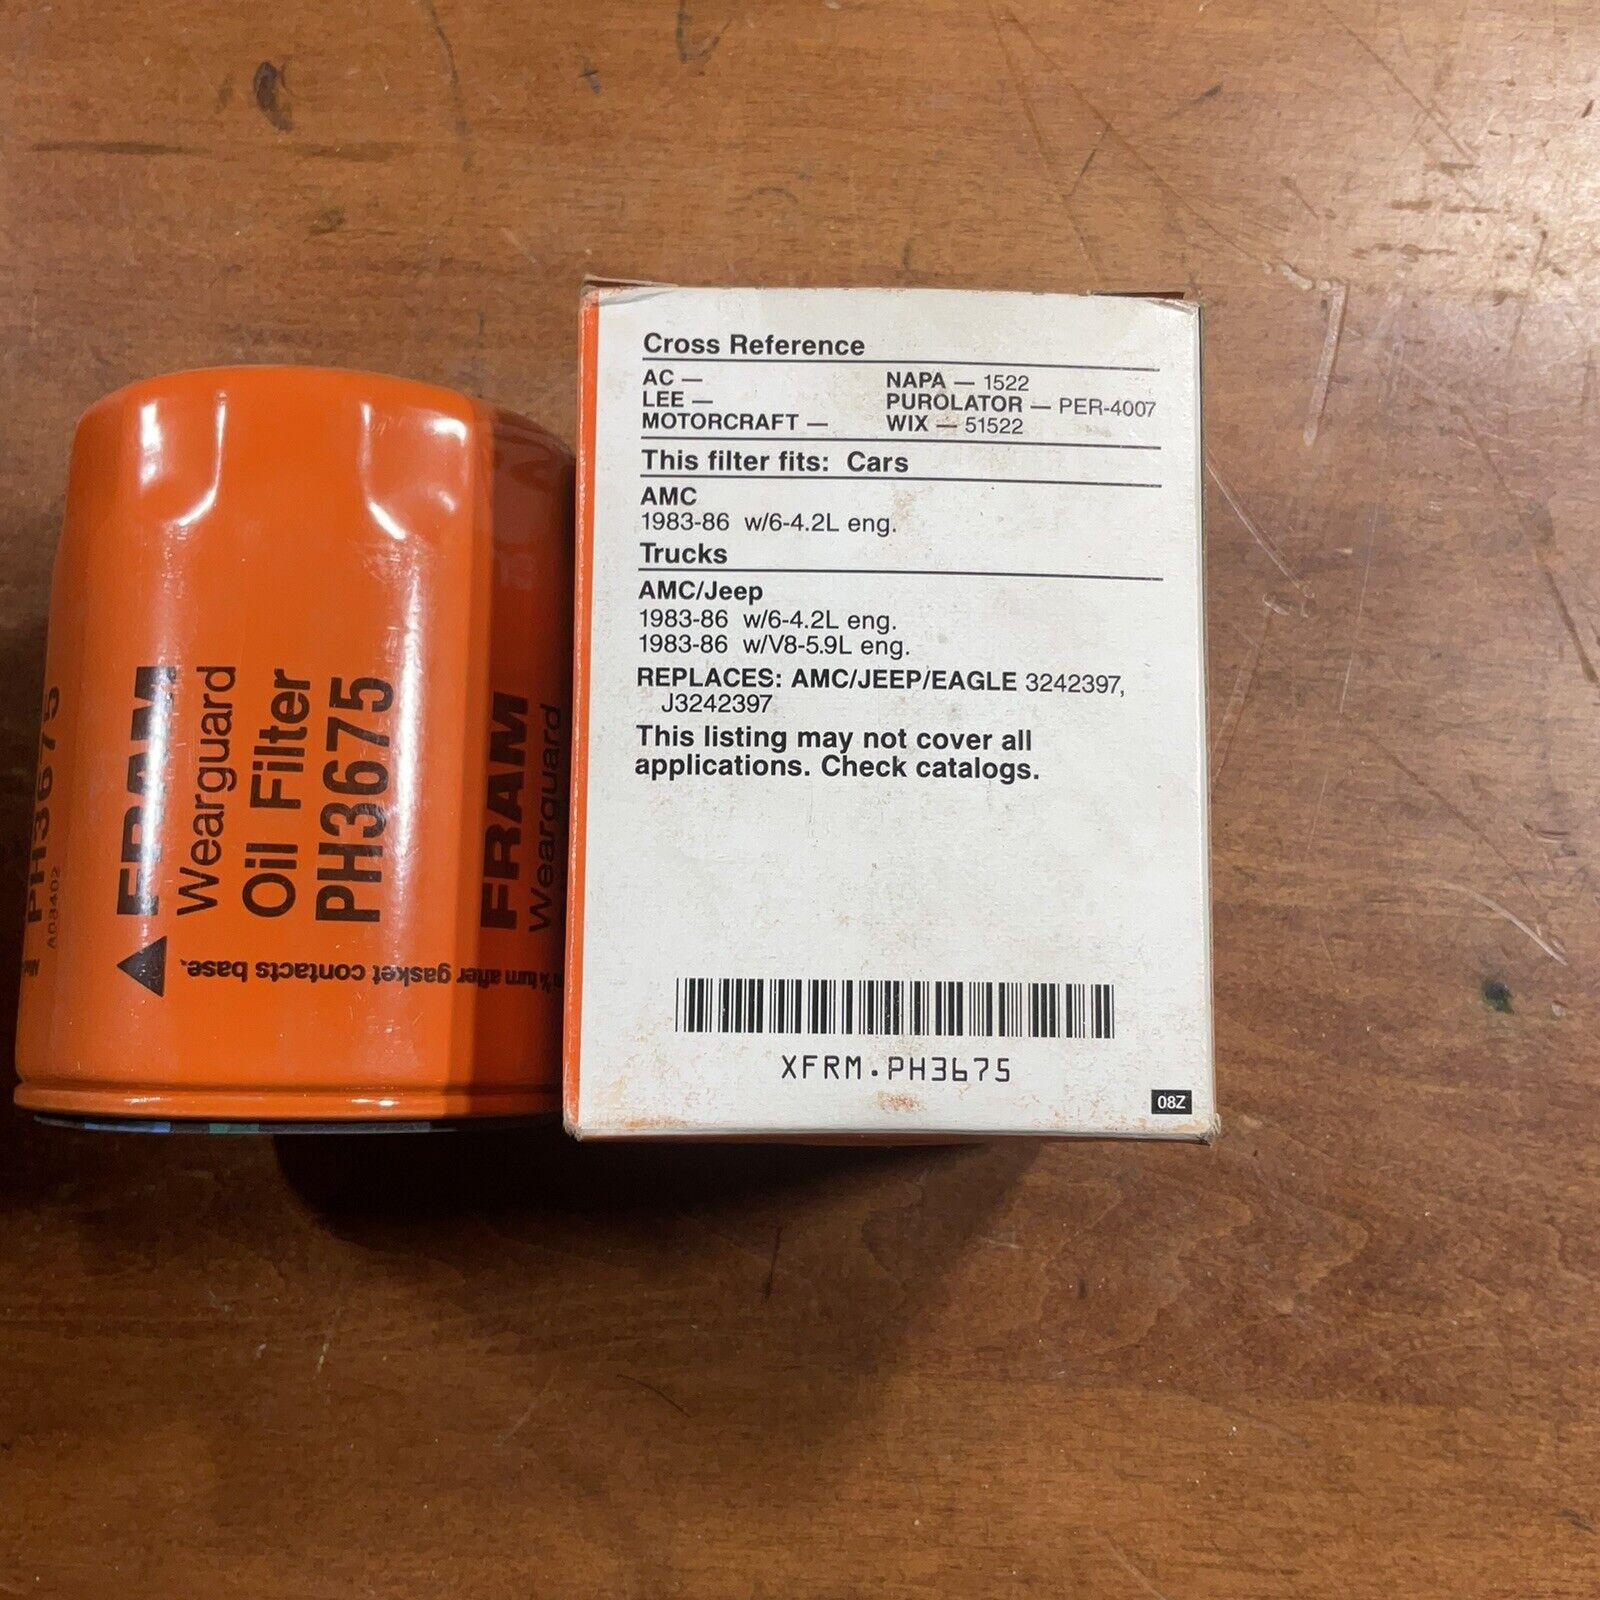 PH3675
A03402
FRAM
Wearguard
Oil Filter
PH3675
turn after gasket contacts base.
FRAM
Wearguard
Cross Reference
AC — NAPA — 1522
LEE — PUROLATOR — PER-4007
MOTORCRAFT — WIX — 51522
This filter fits: Cars
AMC
1983-86 w/6-4.2L eng.
Trucks
AMC/Jeep
1983-86 w/6-4.2L eng.
1983-86 w/V8-5.9L eng.
REPLACES: AMC/JEEP/EAGLE 3242397,
J3242397
This listing may not cover all
applications. Check catalogs.
XFRM.PH3675
08Z